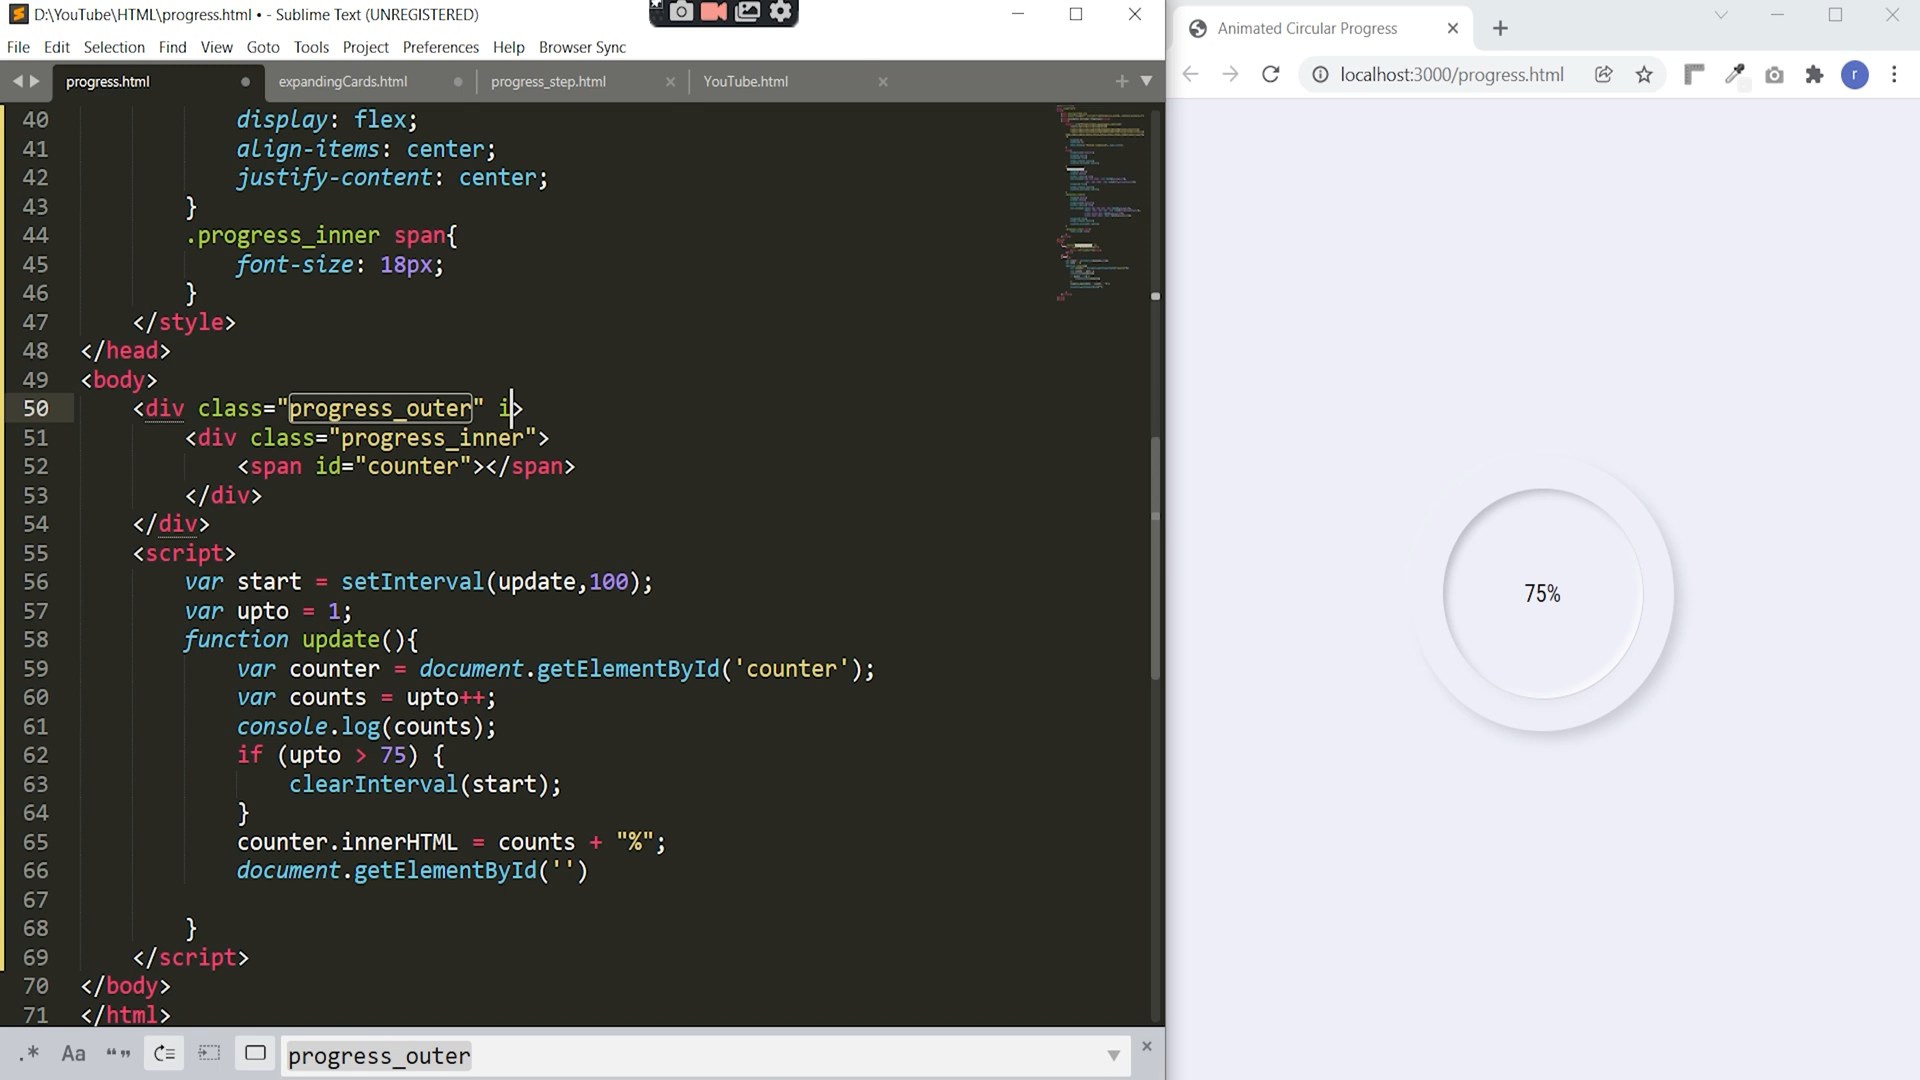 D:\YouTube\HTML\progress.html • - Sublime Text (UNREGISTERED)
File Edit Selection Find View Goto Tools Project Preferences Help Browser Sync
progress.html expandingCards.html progress_step.html YouTube.html
40 display: flex;
41 align-items: center;
42 justify-content: center;
43 }
44 .progress_inner span{
45 font-size: 18px;
46 }
47 </style>
48 </head>
49 <body>
50 <div class="progress_outer" i>
51 <div class="progress_inner">
52 <span id="counter"></span>
53 </div>
54 </div>
55 <script>
56 var start = setInterval(update,100);
57 var upto = 1;
58 function update(){
59 var counter = document.getElementById('counter');
60 var counts = upto++;
61 console.log(counts);
62 if (upto > 75) {
63 clearInterval(start);
64 }
65 counter.innerHTML = counts + "%";
66 document.getElementById('')
67
68 }
69 </script>
70 </body>
71 </html>
.* Aa “ ”
progress_outer
Animated Circular Progress
localhost:3000/progress.html
r
75%